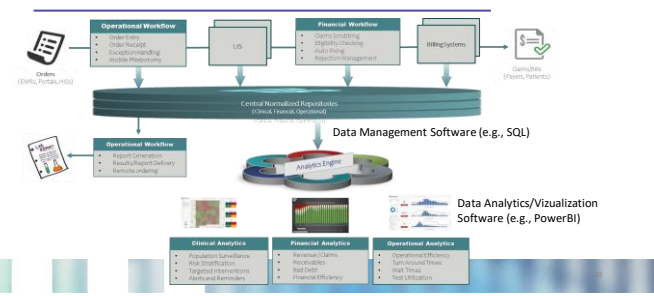 Operational Workflow
• Order Entry
• Order Receipt
• Exception Handling
• Mobile Phlebotomy
LIS
Financial Workflow
• Claims Scrubbing
• Eligibility Checking
• Auto Fixing
• Rejection Management
Billing Systems
Orders
(EMRs, Portals, HIEs)
Claims/Bills
(Payers, Patients)
Central Normalized Repositories
(Clinical, Financial, Operational)
Data Management Software (e.g., SQL)
Operational Workflow
• Report Generation
• Results/Report Delivery
• Remote ordering
Analytics Engine
Data Analytics/Vizualization
Software (e.g., PowerBI)
Clinical Analytics
• Population Surveillance
• Risk Stratification
• Targeted Interventions
• Alerts and Reminders
Financial Analytics
• Revenue / Claims
• Receivables
• Bad Debt
• Financial Efficiency
Operational Analytics
• Operational Efficiency
• Turn Around Times
• Wait Times
• Test Utilization